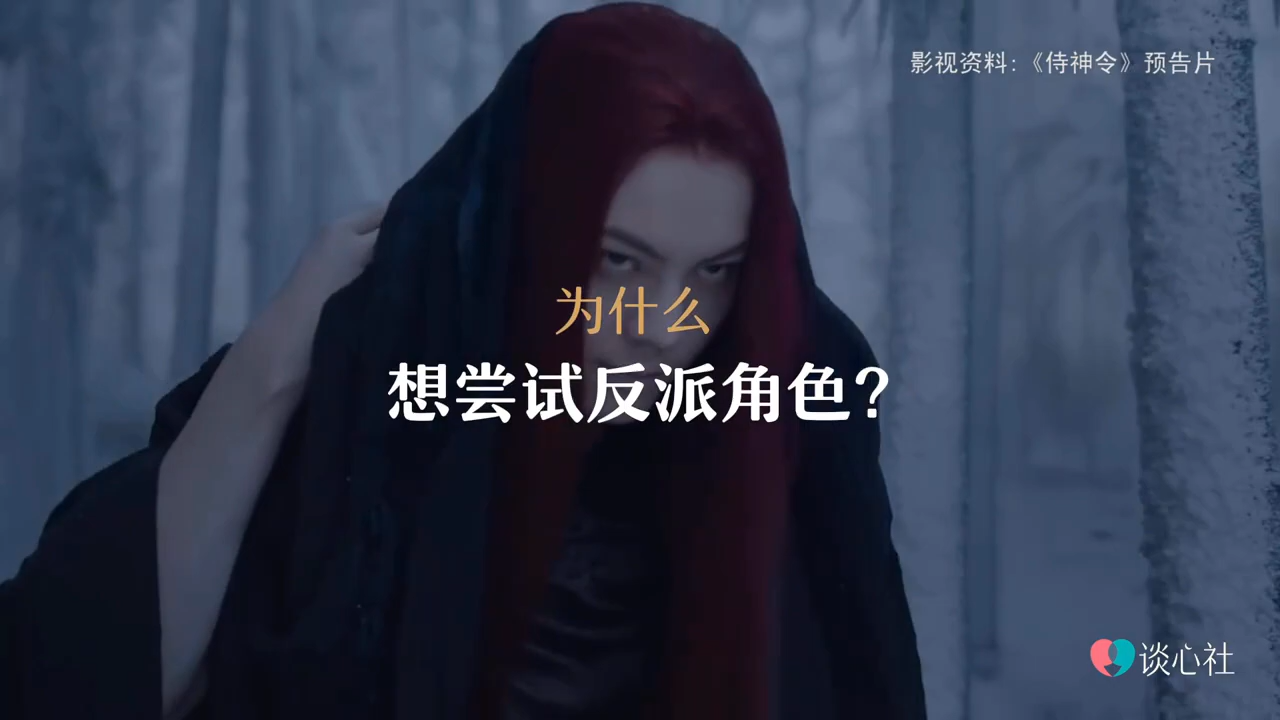 影视资料:《侍神令》预告片
为什么
想尝试反派角色?
谈心社